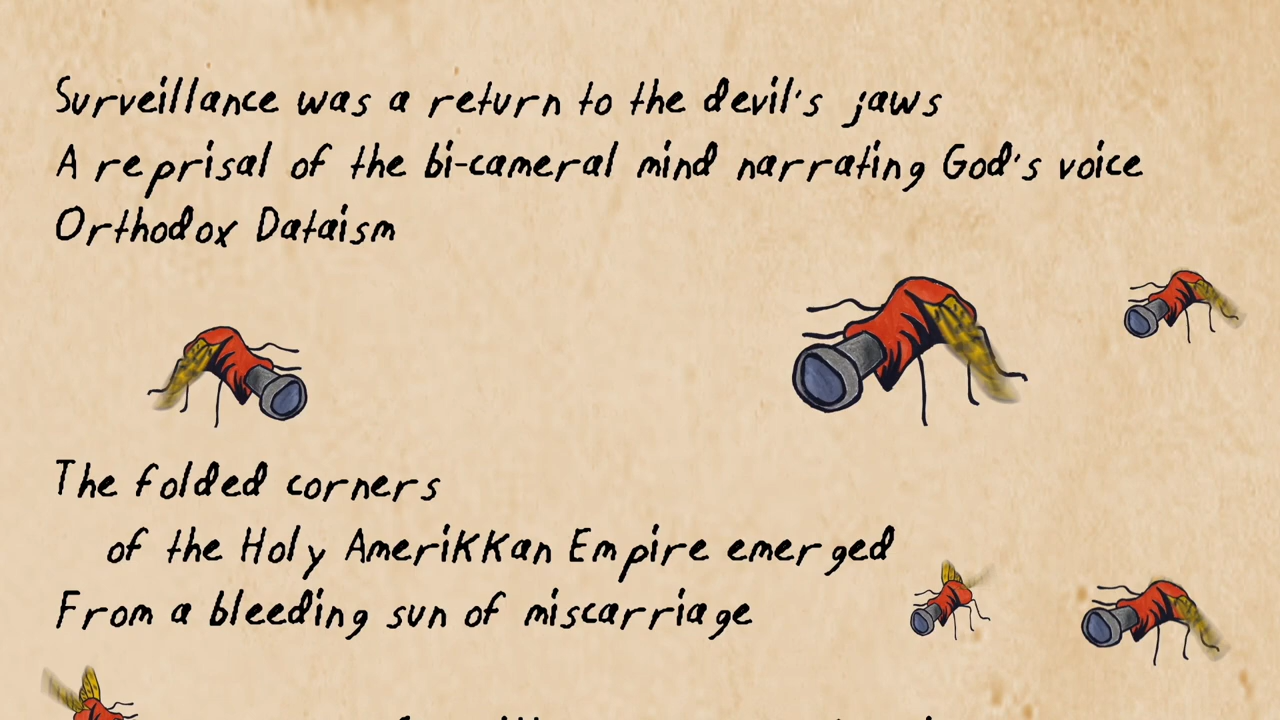 Surveillance was a return to the devil's jaws
A reprisal of the bi-cameral mind narrating God's voice
Orthodox Dataism
The folded corners
of the Holy AmeriKKan Empire emerged
From a bleeding sun of miscarriage